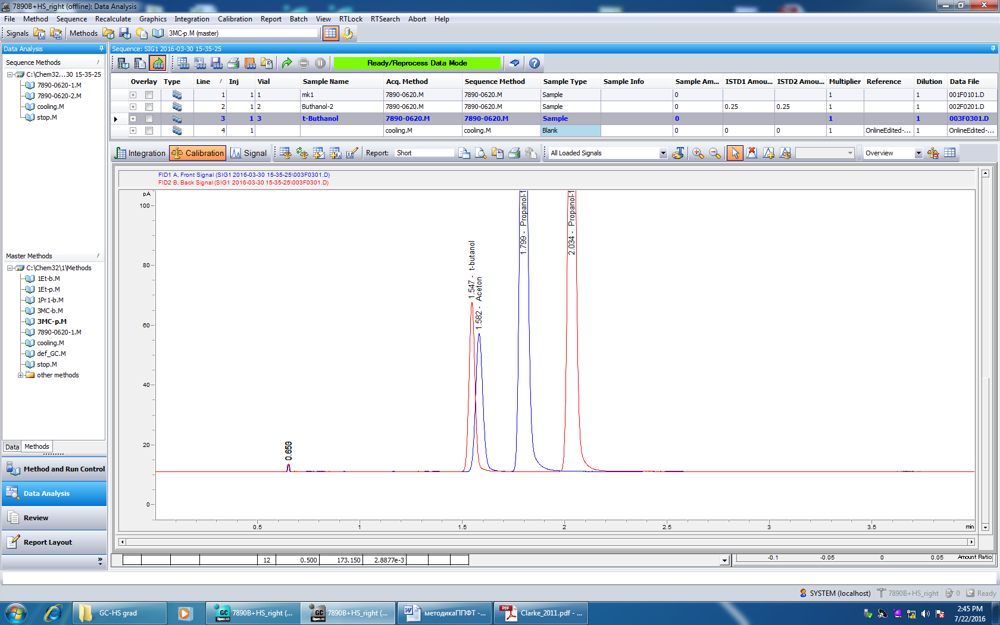 7890B+HS_right (offline): Data Analysis
File Method Sequence Recalculate Graphics Integration Calibration Report Batch View RTLock RTSearch Abort Help
Signals Methods 3MC-p.M (master)
Data Analysis
Sequence: SIG1 2016-03-30 15-35-25
Sequence Methods
C:\Chem32...30 15-35-25
7890-0620-1.M
7890-0620-2.M
cooling.M
stop.M
Master Methods
C:\Chem32\1\Methods
1Et-b.M
1Et-p.M
1Pr1-b.M
3MC-b.M
3MC-p.M
7890-0620-1.M
cooling.M
def_GC.M
stop.M
other methods
Data Methods
Method and Run Control
Data Analysis
Review
Report Layout
Ready/Reprocess Data Mode
Overlay Type Line Inj Vial Sample Name Acq. Method Sequence Method Sample Type Sample Info Sample Am... ISTD1 Amou... ISTD2 Amou... Multiplier Reference Dilution Data File
1 1 1 mk1 7890-0620.M 7890-0620.M Sample 0 1 1 001F0101.D
2 1 2 Buthanol-2 7890-0620.M 7890-0620.M Sample 0 0.25 0.25 1 1 002F0201.D
3 1 3 t-Buthanol 7890-0620.M 7890-0620.M Sample 0 1 1 003F0301.D
4 1 cooling.M cooling.M Blank 0 0 0 1 OnlineEdited-... 1 OnlineEdited-...
Integration Calibration Signal Report: Short All Loaded Signals Overview
FID1 A, Front Signal (SIG1 2016-03-30 15-35-25\003F0301.D)
FID2 B, Back Signal (SIG1 2016-03-30 15-35-25\003F0301.D)
pA
100
80
60
40
20
0
1.547 - t-butanol
1.582 - Aceton
1.799 - Propanol-1
2.034 - Propanol-1
0.5 1 1.5 2 2.5 3 3.5 min
12 0.500 173.150 2.8877e-3
-0.1 -0.05 0 0.05 Amount Ratio
SYSTEM (localhost) 7890B+HS_right 0 Ready
GC-HS grad
7890B+HS_right (...
7890B+HS_right (...
методикаППФТ -...
Clarke_2011.pdf - ...
2:45 PM
7/22/2016